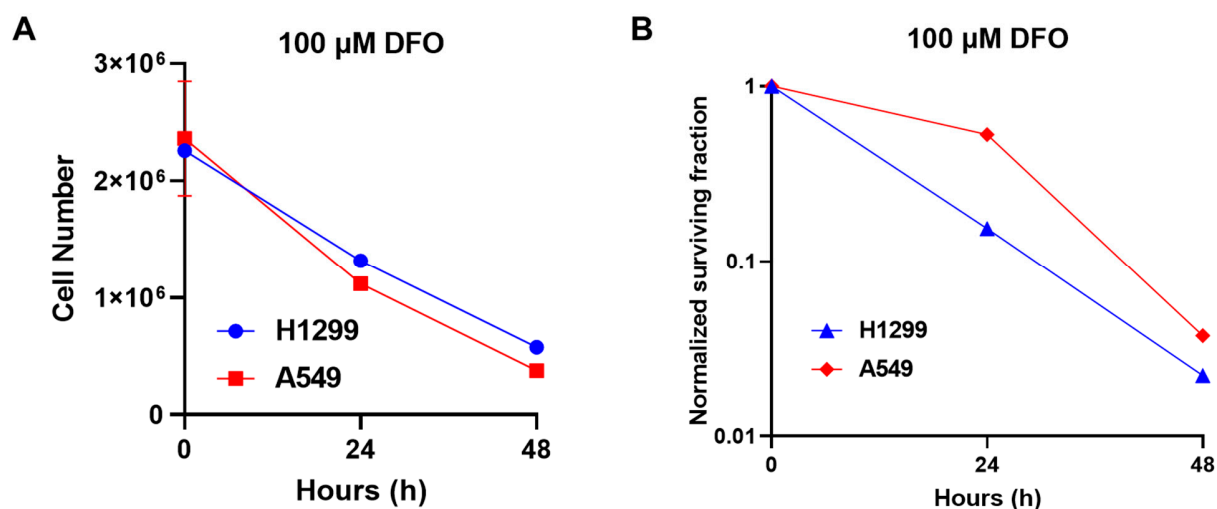 A
100 µM DFO
Cell Number
3×10⁶
2×10⁶
1×10⁶
0
H1299
A549
0 24 48
Hours (h)
B
100 µM DFO
Normalized surviving fraction
1
0.1
0.01
H1299
A549
0 24 48
Hours (h)